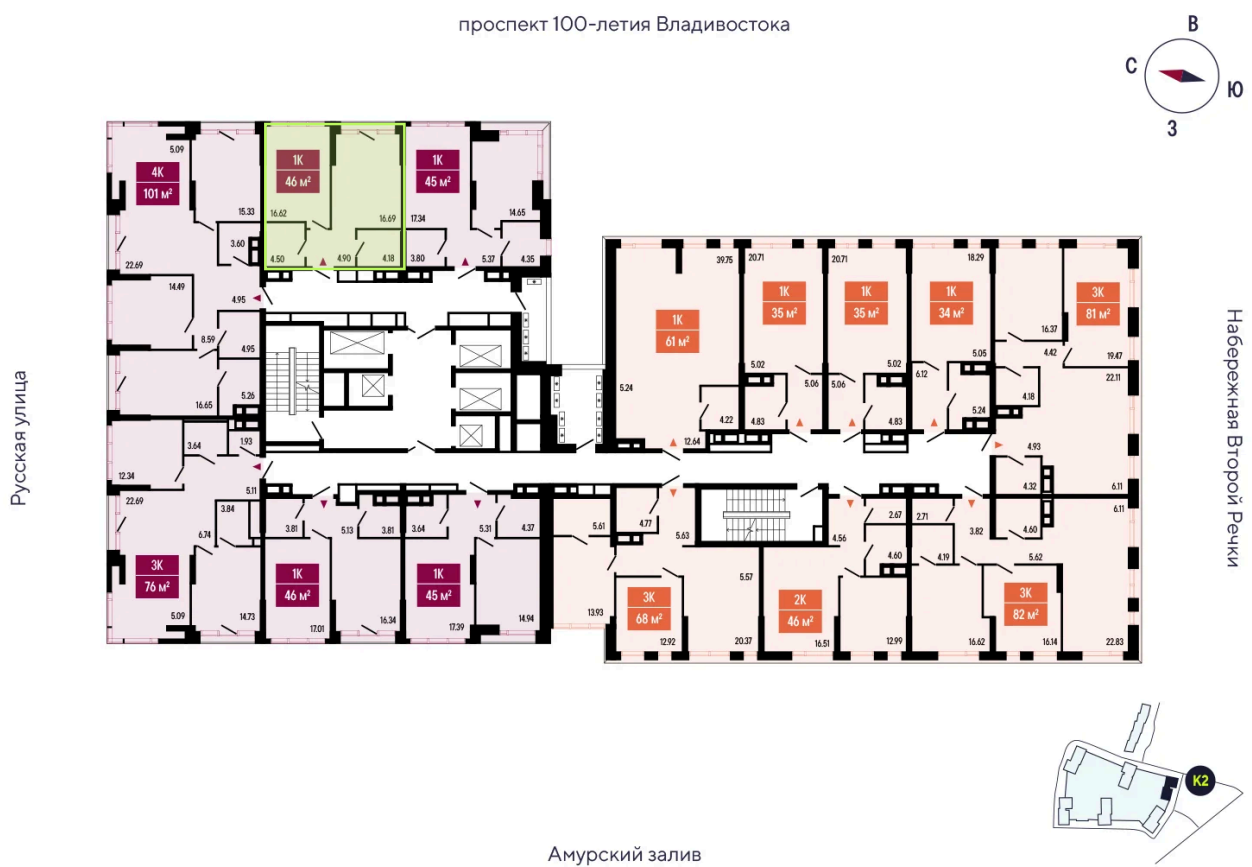 проспект 100-летия Владивостока
В
С
Ю
З
5.09
4К
101 м²
15.33
3.60
22.69
14.49
4.95
8.59
4.95
16.65
5.26
1К
46 м²
16.62
16.69
4.50
4.90
4.18
1К
45 м²
17.34
14.65
3.80
5.37
4.35
39.75
1К
61 м²
5.24
4.22
12.64
20.71
1К
35 м²
5.02
5.06
4.83
20.71
1К
35 м²
5.02
5.06
4.83
18.29
1К
34 м²
5.05
6.12
5.24
3К
81 м²
16.37
19.47
4.42
22.11
4.18
4.93
4.32
6.11
Русская улица
Набережная Второй Речки
3.64
1.93
12.34
5.11
22.69
3.84
6.74
3К
76 м²
5.09
14.73
3.81
5.13
3.81
1К
46 м²
17.01
16.34
3.64
5.31
4.37
1К
45 м²
17.39
14.94
5.61
4.77
5.63
5.57
3К
68 м²
13.93
12.92
20.37
2.67
4.56
4.60
2К
46 м²
16.51
12.99
2.71
3.82
4.19
4.60
6.11
5.62
3К
82 м²
16.62
16.14
22.83
К2
Амурский залив